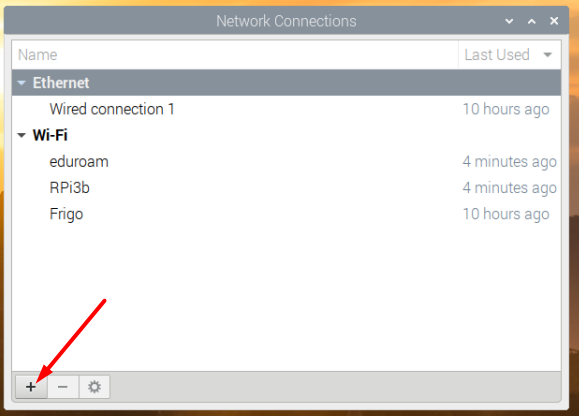 Network Connections
Name Last Used
Ethernet
Wired connection 1 10 hours ago
Wi-Fi
eduroam 4 minutes ago
RPi3b 4 minutes ago
Frigo 10 hours ago